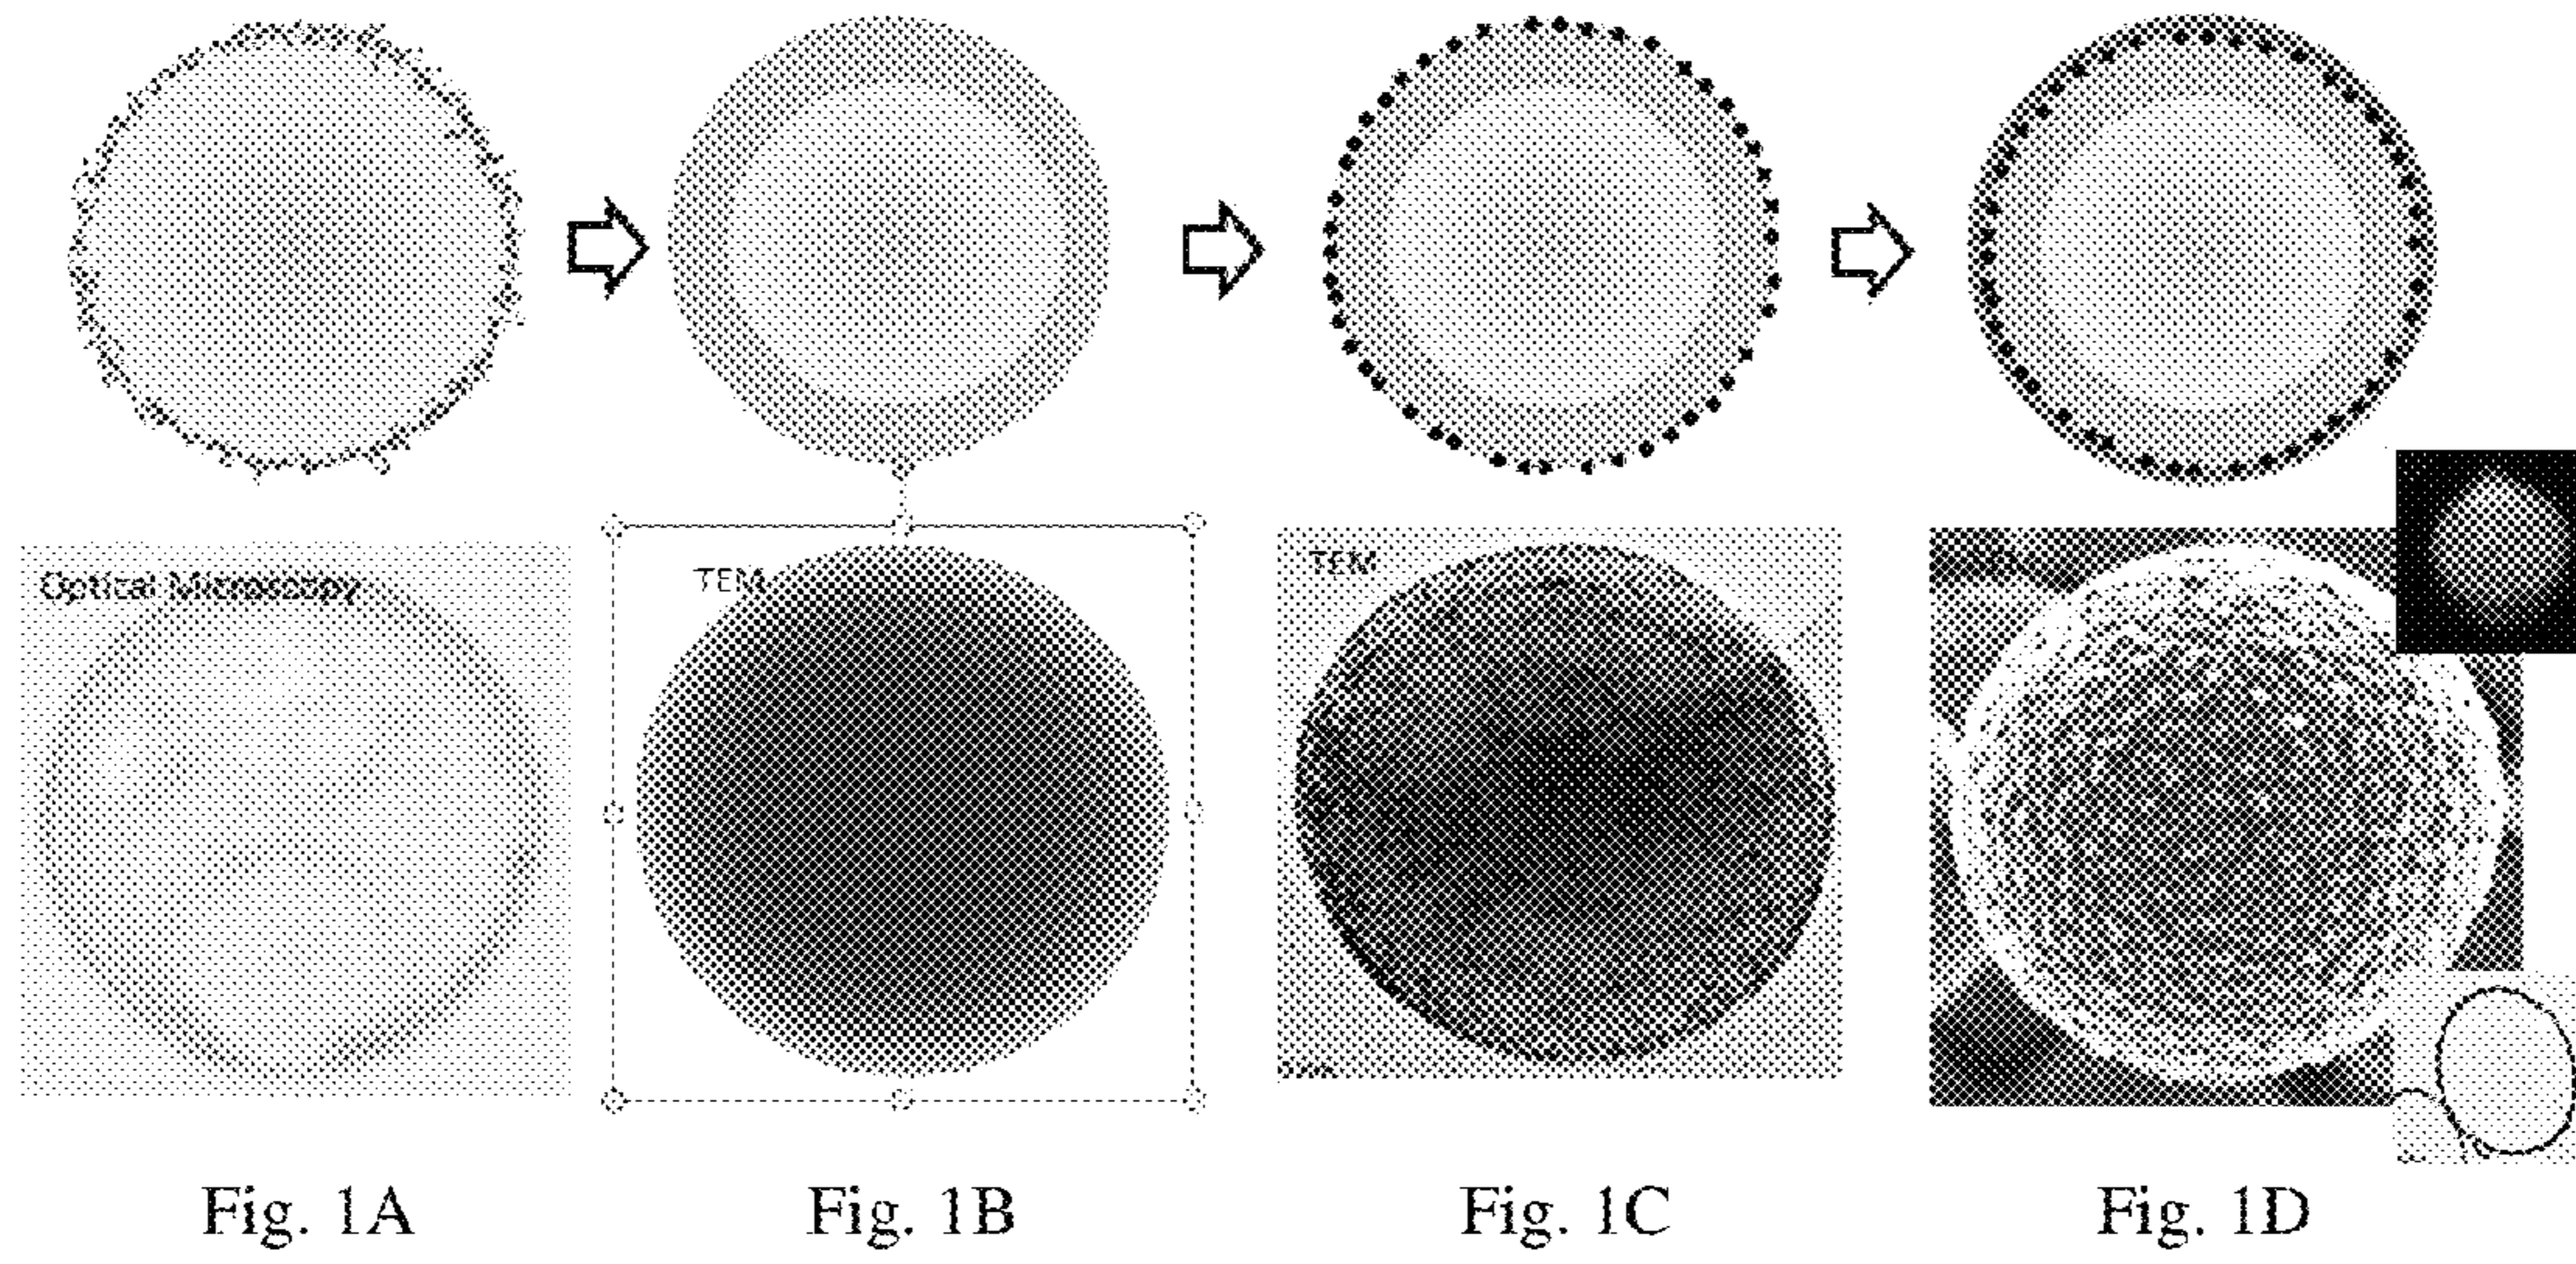 Optical Microscopy
TEM
TEM
Fig. 1A
Fig. 1B
Fig. 1C
Fig. 1D